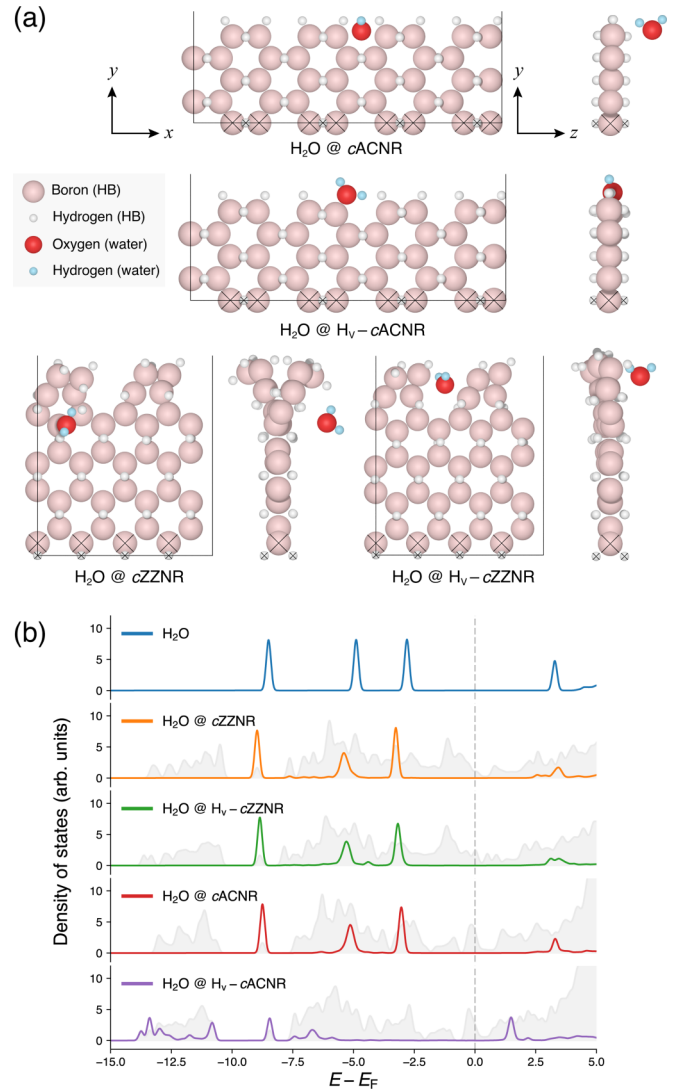 (a)
y
x
y
z
H₂O @ cACNR
Boron (HB)
Hydrogen (HB)
Oxygen (water)
Hydrogen (water)
H₂O @ Hᵥ−cACNR
H₂O @ cZZNR
H₂O @ Hᵥ−cZZNR
(b)
Density of states (arb. units)
10
5
0
H₂O
10
5
0
H₂O @ cZZNR
10
5
0
H₂O @ Hᵥ−cZZNR
10
5
0
H₂O @ cACNR
10
5
0
H₂O @ Hᵥ−cACNR
−15.0 −12.5 −10.0 −7.5 −5.0 −2.5 0.0 2.5 5.0
E − E_F